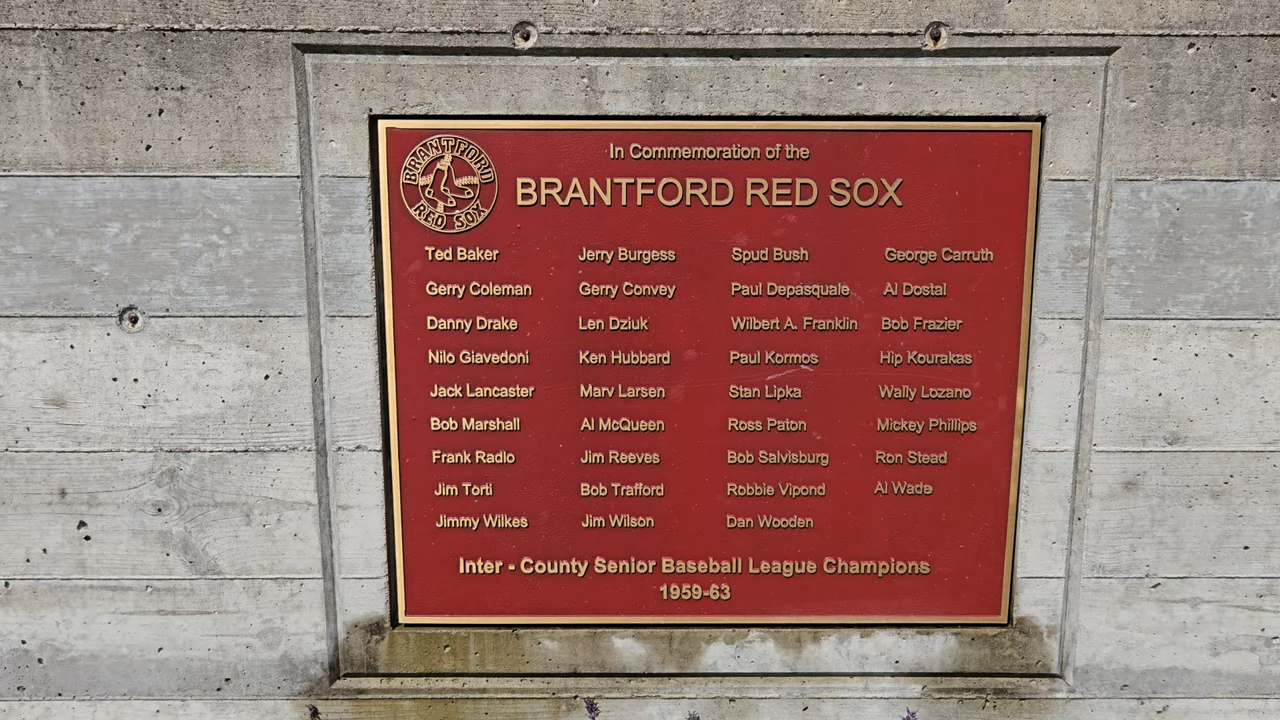 BRANTFORD
RED SOX
In Commemoration of the
BRANTFORD RED SOX
Ted Baker Jerry Burgess Spud Bush George Carruth
Gerry Coleman Gerry Convey Paul Depasquale Al Dostal
Danny Drake Len Dziuk Wilbert A. Franklin Bob Frazier
Nilo Giavedoni Ken Hubbard Paul Kormos Hip Kourakas
Jack Lancaster Marv Larsen Stan Lipka Wally Lozano
Bob Marshall Al McQueen Ross Paton Mickey Phillips
Frank Radlo Jim Reeves Bob Salvisburg Ron Stead
Jim Torti Bob Trafford Robbie Vipond Al Wade
Jimmy Wilkes Jim Wilson Dan Wooden
Inter - County Senior Baseball League Champions
1959-63